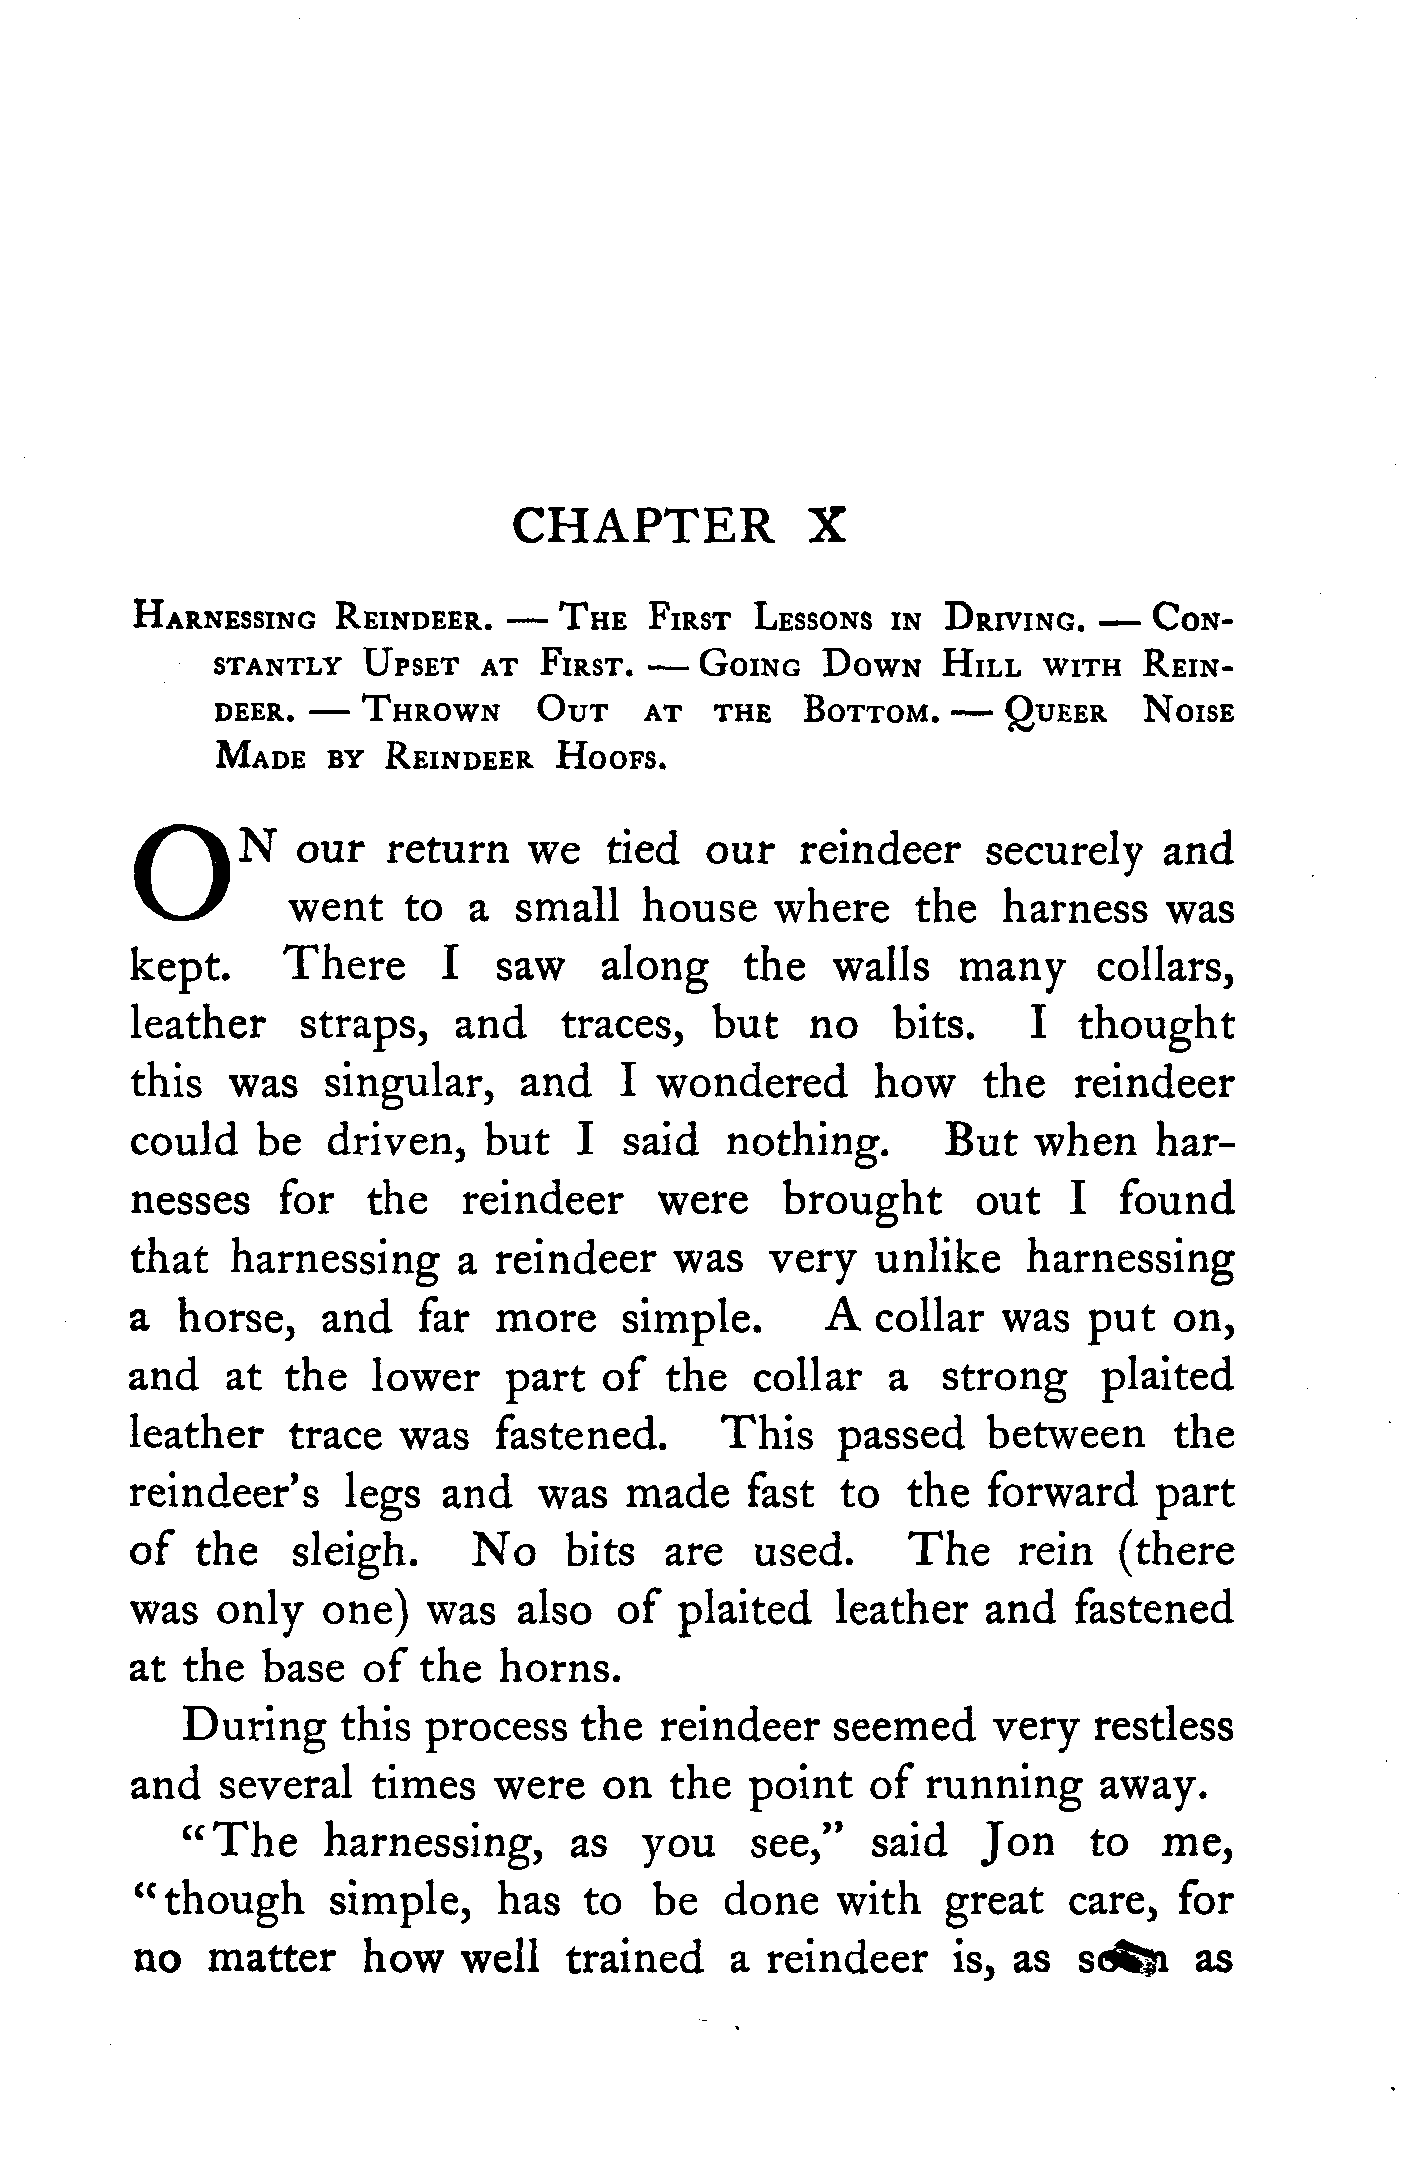 CHAPTER X
Harnessing Reindeer. — The First Lessons in Driving. — Con-
stantly Upset at First. — Going Down Hill with Rein-
deer. — Thrown Out at the Bottom. — Queer Noise
Made by Reindeer Hoofs.
ON our return we tied our reindeer securely and
went to a small house where the harness was
kept. There I saw along the walls many collars,
leather straps, and traces, but no bits. I thought
this was singular, and I wondered how the reindeer
could be driven, but I said nothing. But when har-
nesses for the reindeer were brought out I found
that harnessing a reindeer was very unlike harnessing
a horse, and far more simple. A collar was put on,
and at the lower part of the collar a strong plaited
leather trace was fastened. This passed between the
reindeer's legs and was made fast to the forward part
of the sleigh. No bits are used. The rein (there
was only one) was also of plaited leather and fastened
at the base of the horns.
During this process the reindeer seemed very restless
and several times were on the point of running away.
"The harnessing, as you see," said Jon to me,
"though simple, has to be done with great care, for
no matter how well trained a reindeer is, as soon as